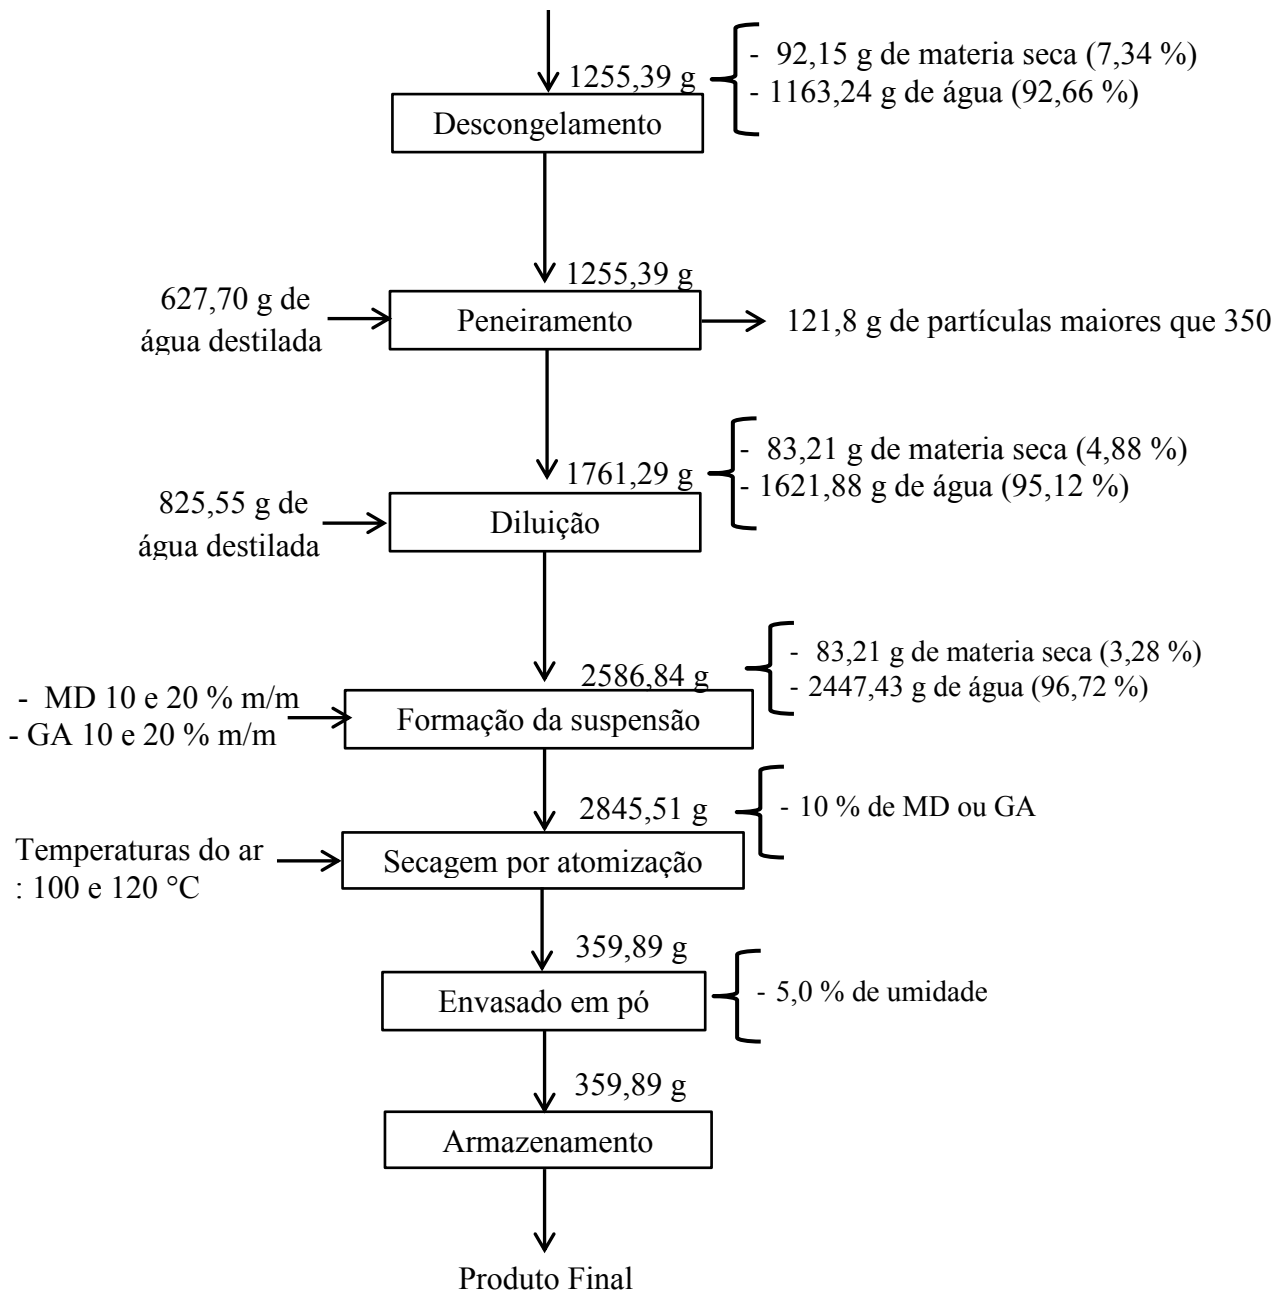 - 92,15 g de materia seca (7,34 %)
1255,39 g
- 1163,24 g de água (92,66 %)
Descongelamento
1255,39 g
627,70 g de
água destilada
Peneiramento
121,8 g de partículas maiores que 350
- 83,21 g de materia seca (4,88 %)
1761,29 g
- 1621,88 g de água (95,12 %)
825,55 g de
água destilada
Diluição
- 83,21 g de materia seca (3,28 %)
2586,84 g
- 2447,43 g de água (96,72 %)
- MD 10 e 20 % m/m
- GA 10 e 20 % m/m
Formação da suspensão
2845,51 g
- 10 % de MD ou GA
Temperaturas do ar
: 100 e 120 °C
Secagem por atomização
359,89 g
Envasado em pó
- 5,0 % de umidade
359,89 g
Armazenamento
Produto Final